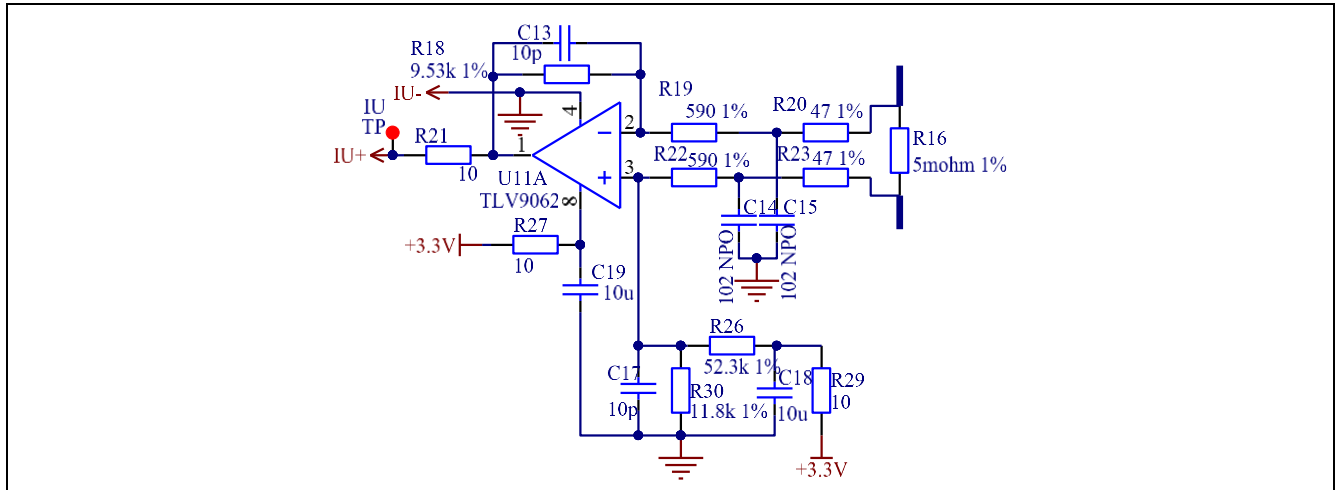 C13
10p
R18
9.53k 1%
IU-
4
IU
TP
R19
590 1%
R20
47 1%
2
R21
IU+
10
1
R16
5mohm 1%
R22
590 1%
R23
47 1%
3
U11A
TLV9062
8
C14
C15
102 NPO
102 NPO
R27
+3.3V
10
C19
10u
R26
52.3k 1%
C17
10p
R30
11.8k 1%
C18
10u
R29
10
+3.3V